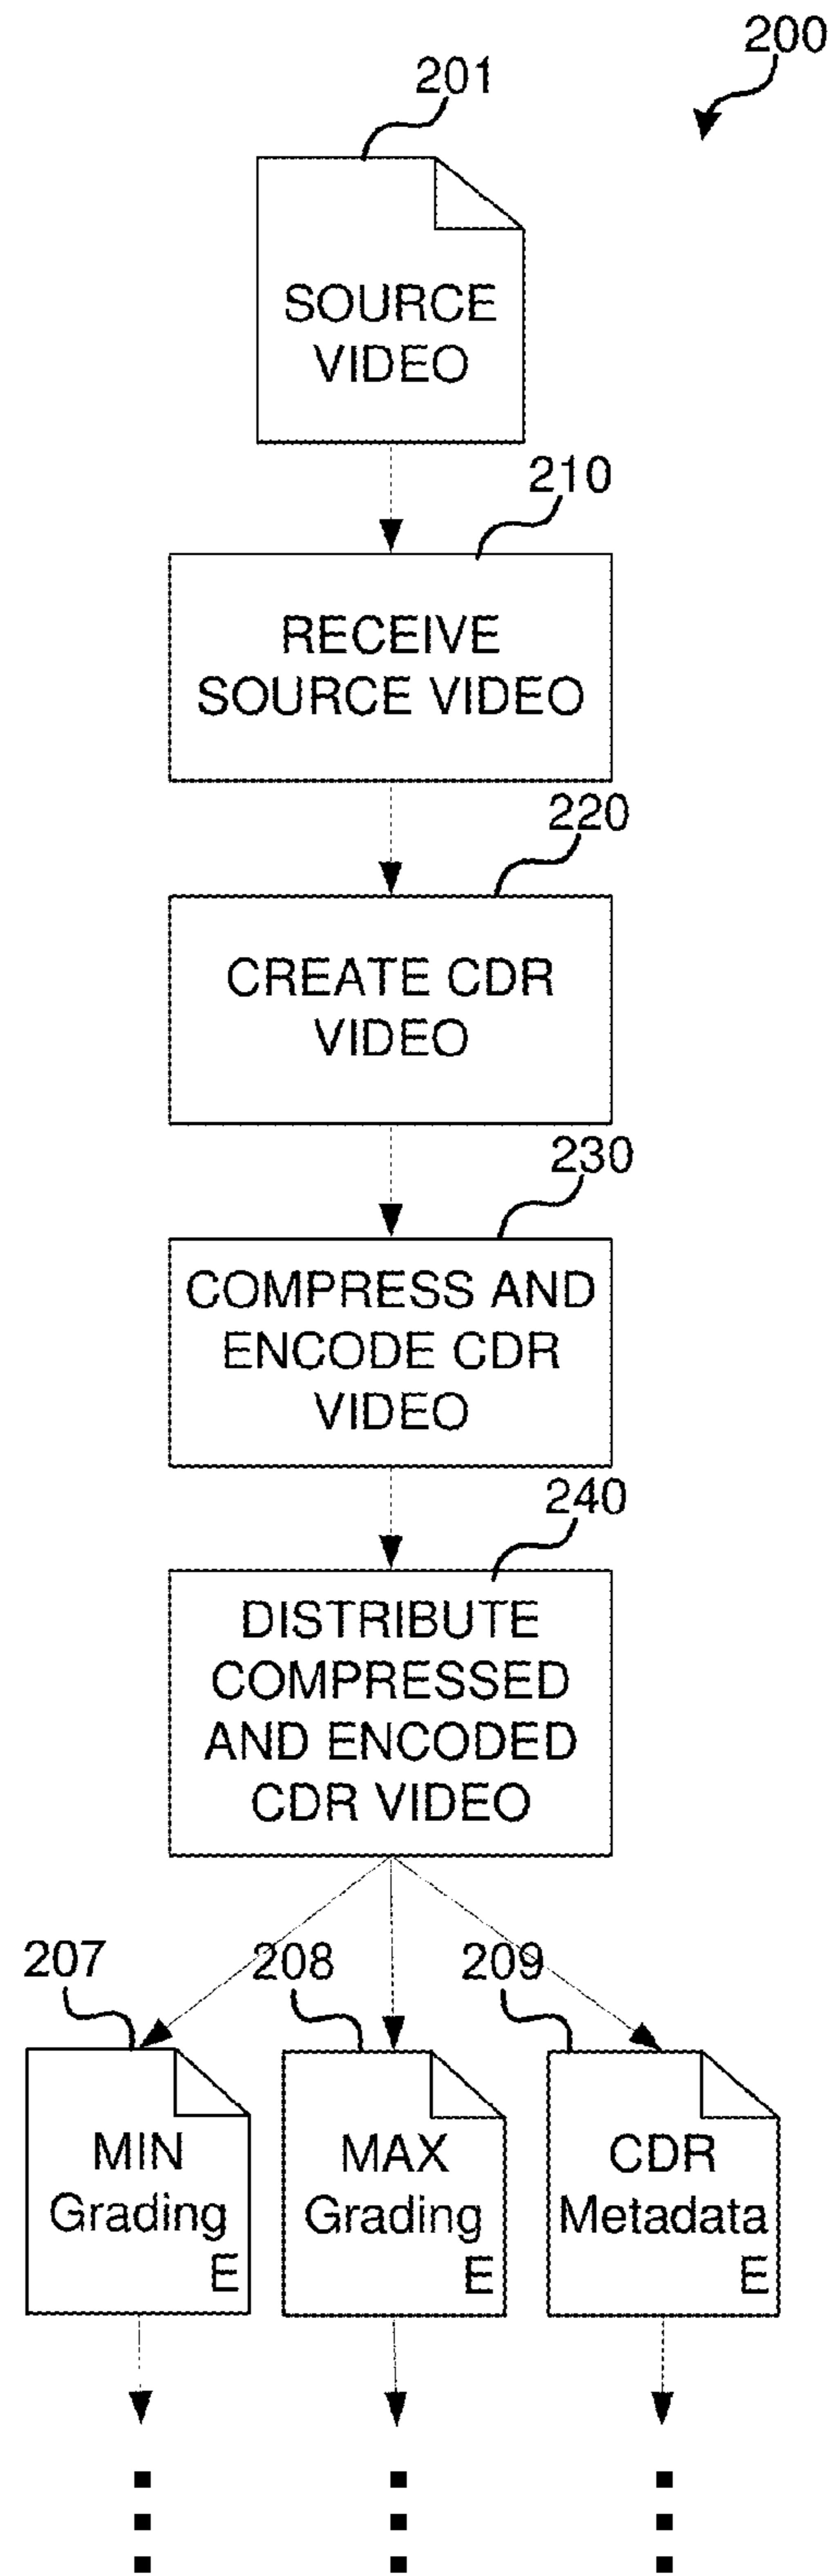 200
201
SOURCE
VIDEO
210
RECEIVE
SOURCE VIDEO
220
CREATE CDR
VIDEO
230
COMPRESS AND
ENCODE CDR
VIDEO
240
DISTRIBUTE
COMPRESSED
AND ENCODED
CDR VIDEO
207
208
209
MIN
Grading
E
MAX
Grading
E
CDR
Metadata
E